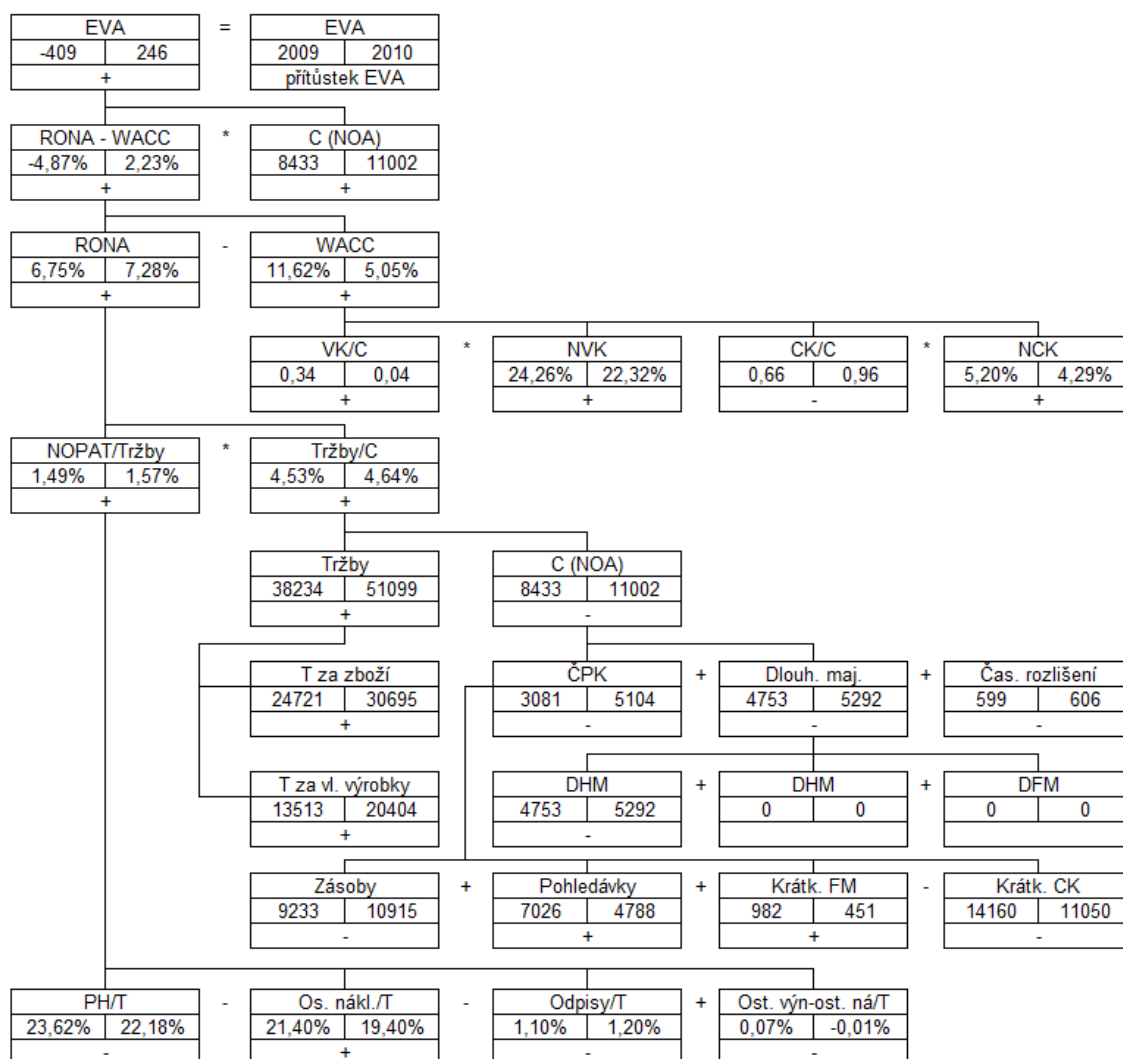 EVA = EVA
-409 246 2009 2010
+ přítůstek EVA
RONA - WACC * C (NOA)
-4,87% 2,23% 8433 11002
+ +
RONA - WACC
6,75% 7,28% 11,62% 5,05%
+ +
VK/C * NVK CK/C * NCK
0,34 0,04 24,26% 22,32% 0,66 0,96 5,20% 4,29%
+ + - +
NOPAT/Tržby * Tržby/C
1,49% 1,57% 4,53% 4,64%
+ +
Tržby C (NOA)
38234 51099 8433 11002
+ -
T za zboží ČPK + Dlouh. maj. + Čas. rozlišení
24721 30695 3081 5104 4753 5292 599 606
+ - - -
T za vl. výrobky DHM + DHM + DFM
13513 20404 4753 5292 0 0 0 0
+ -
Zásoby + Pohledávky + Krátk. FM - Krátk. CK
9233 10915 7026 4788 982 451 14160 11050
- + + -
PH/T - Os. nákl./T - Odpisy/T + Ost. výn-ost. ná/T
23,62% 22,18% 21,40% 19,40% 1,10% 1,20% 0,07% -0,01%
- + - -